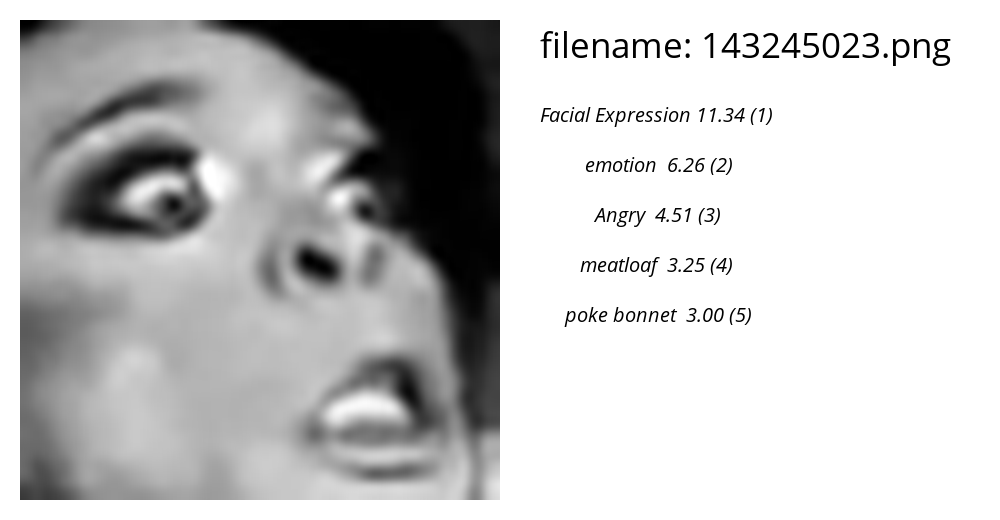 filename: 143245023.png
Facial Expression 11.34 (1)
emotion 6.26 (2)
Angry 4.51 (3)
meatloaf 3.25 (4)
poke bonnet 3.00 (5)